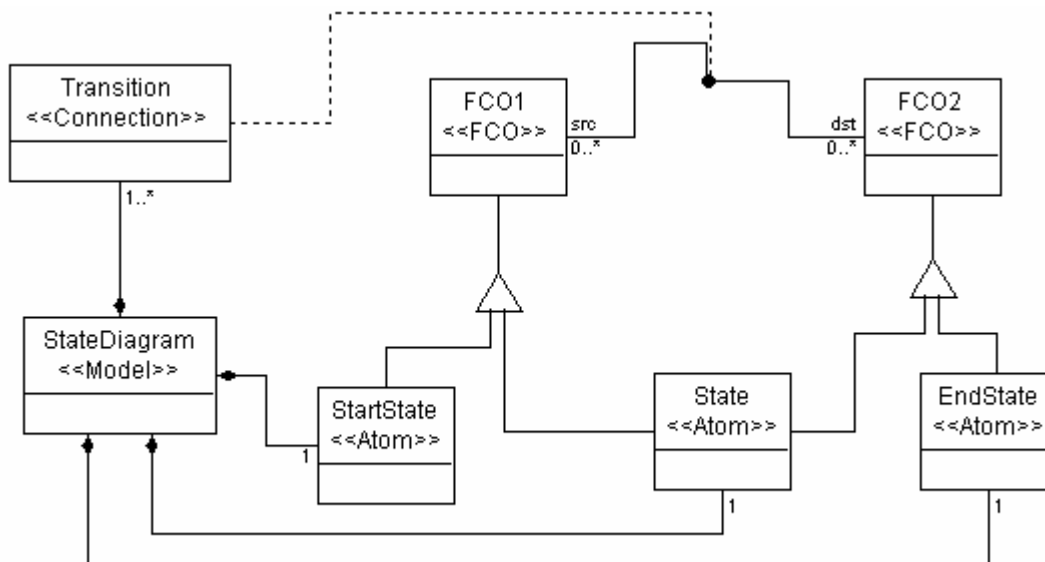 Transition
<<Connection>>
1..*
FCO1
<<FCO>>
src
0..*
dst
0..*
FCO2
<<FCO>>
StateDiagram
<<Model>>
StartState
<<Atom>>
1
State
<<Atom>>
1
EndState
<<Atom>>
1